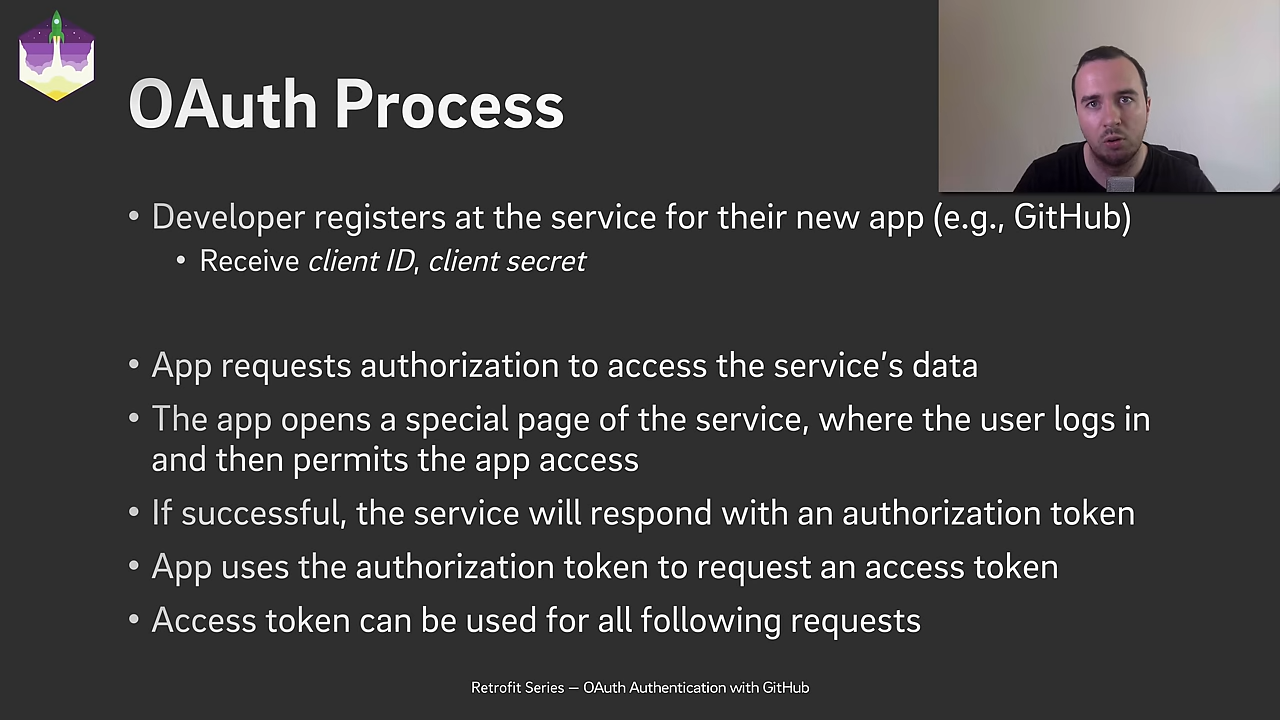 OAuth Process
• Developer registers at the service for their new app (e.g., GitHub)
• Receive client ID, client secret
• App requests authorization to access the service’s data
• The app opens a special page of the service, where the user logs in
and then permits the app access
• If successful, the service will respond with an authorization token
• App uses the authorization token to request an access token
• Access token can be used for all following requests
Retrofit Series — OAuth Authentication with GitHub